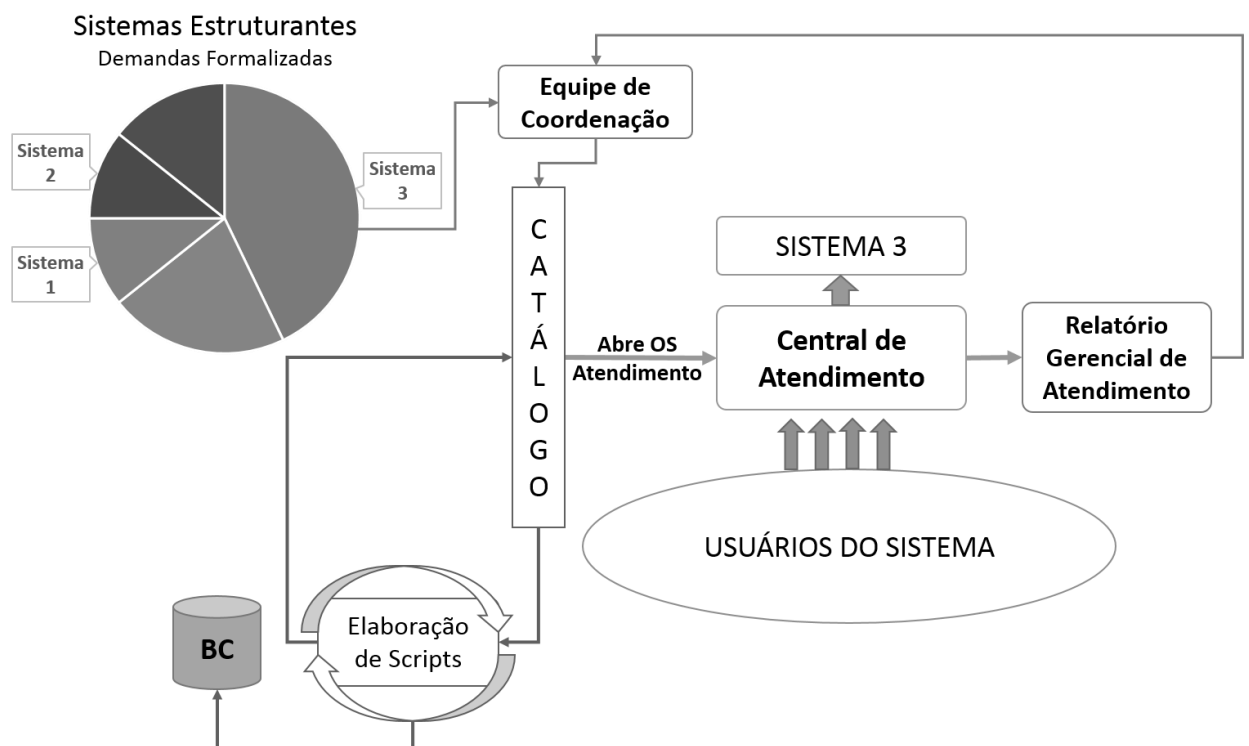 Sistemas Estruturantes
Demandas Formalizadas
Sistema
2
Sistema
3
Sistema
1
Equipe de
Coordenação
C
A
T
Á
L
O
G
O
Abre OS
Atendimento
SISTEMA 3
Central de
Atendimento
Relatório
Gerencial de
Atendimento
USUÁRIOS DO SISTEMA
Elaboração
de Scripts
BC